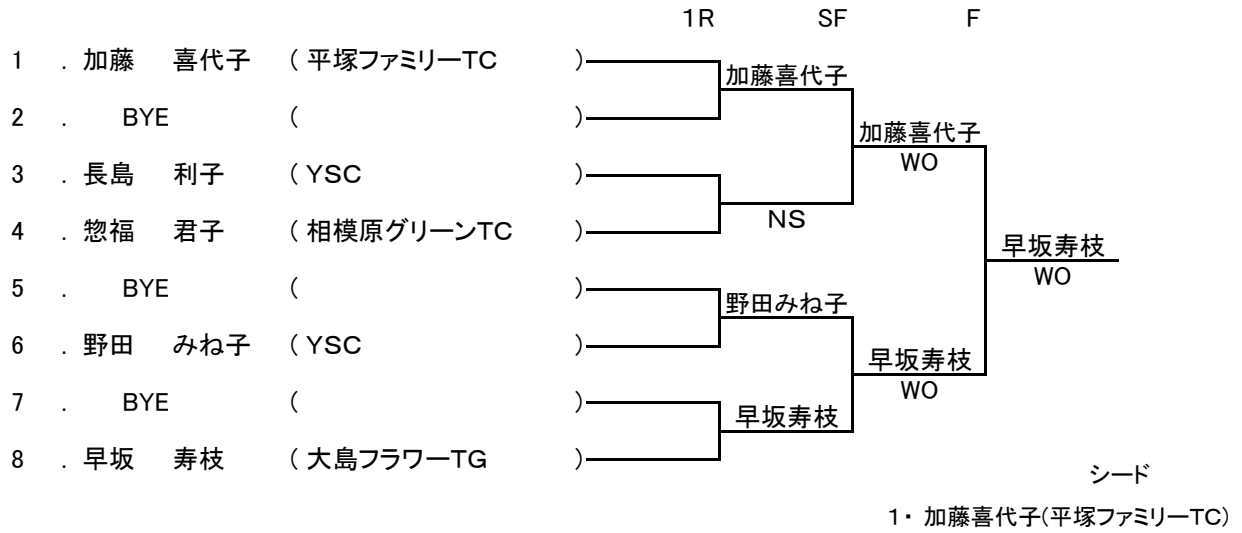 1R SF F
1 . 加藤 喜代子 ( 平塚ファミリーTC )
加藤喜代子
2 . BYE ( )
加藤喜代子
WO
3 . 長島 利子 ( YSC )
NS
4 . 惣福 君子 ( 相模原グリーンTC )
早坂寿枝
WO
5 . BYE ( )
野田みね子
6 . 野田 みね子 ( YSC )
早坂寿枝
WO
7 . BYE ( )
早坂寿枝
8 . 早坂 寿枝 ( 大島フラワーTG )
シード
1・ 加藤喜代子(平塚ファミリーTC)